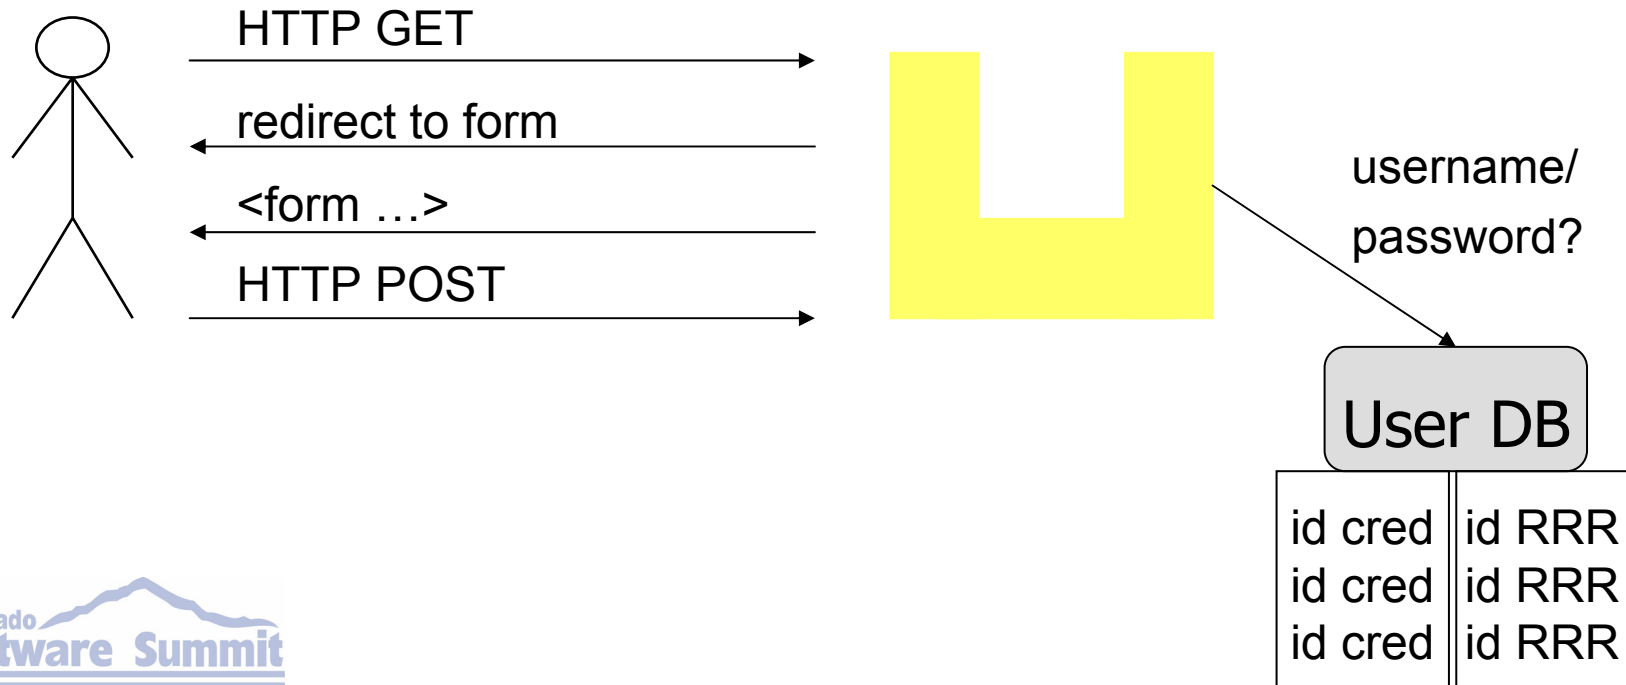 HTTP GET
redirect to form
<form …>
HTTP POST
username/
password?
User DB
id cred
id cred
id cred
id RRR
id RRR
id RRR
ado
tware Summit